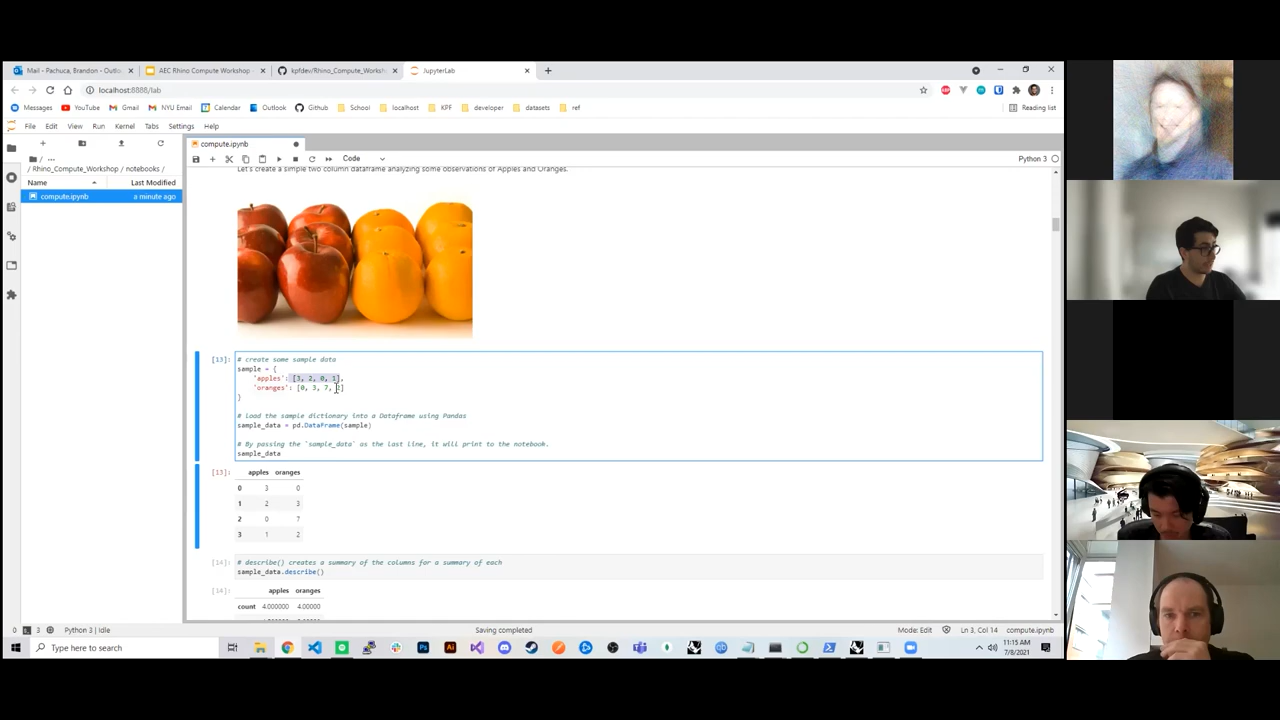 Mail - Pachuca, Brandon - Outlo
AEC Rhino Compute Workshop -
kpfdev/Rhino_Compute_Worksh
JupyterLab
localhost:8888/lab
Messages
YouTube
Gmail
NYU Email
Calendar
Outlook
Github
School
localhost
KPF
developer
datasets
ref
Reading list
File
Edit
View
Run
Kernel
Tabs
Settings
Help
/ Rhino_Compute_Workshop / notebooks /
Name
Last Modified
compute.ipynb
a minute ago
compute.ipynb
Code
Python 3
Let's create a simple two column dataframe analyzing some observations of Apples and Oranges.
[13]:
# create some sample data
sample = {
'apples': [3, 2, 0, 1],
'oranges': [0, 3, 7, 2]
}
# Load the sample dictionary into a Dataframe using Pandas
sample_data = pd.DataFrame(sample)
# By passing the `sample_data` as the last line, it will print to the notebook.
sample_data
[13]:
apples oranges
0 3 0
1 2 3
2 0 7
3 1 2
[14]:
# describe() creates a summary of the columns for a summary of each
sample_data.describe()
[14]:
apples oranges
count 4.000000 4.00000
0
3
Python 3 | Idle
Saving completed
Mode: Edit
Ln 3, Col 14
compute.ipynb
Type here to search
11:15 AM
7/8/2021